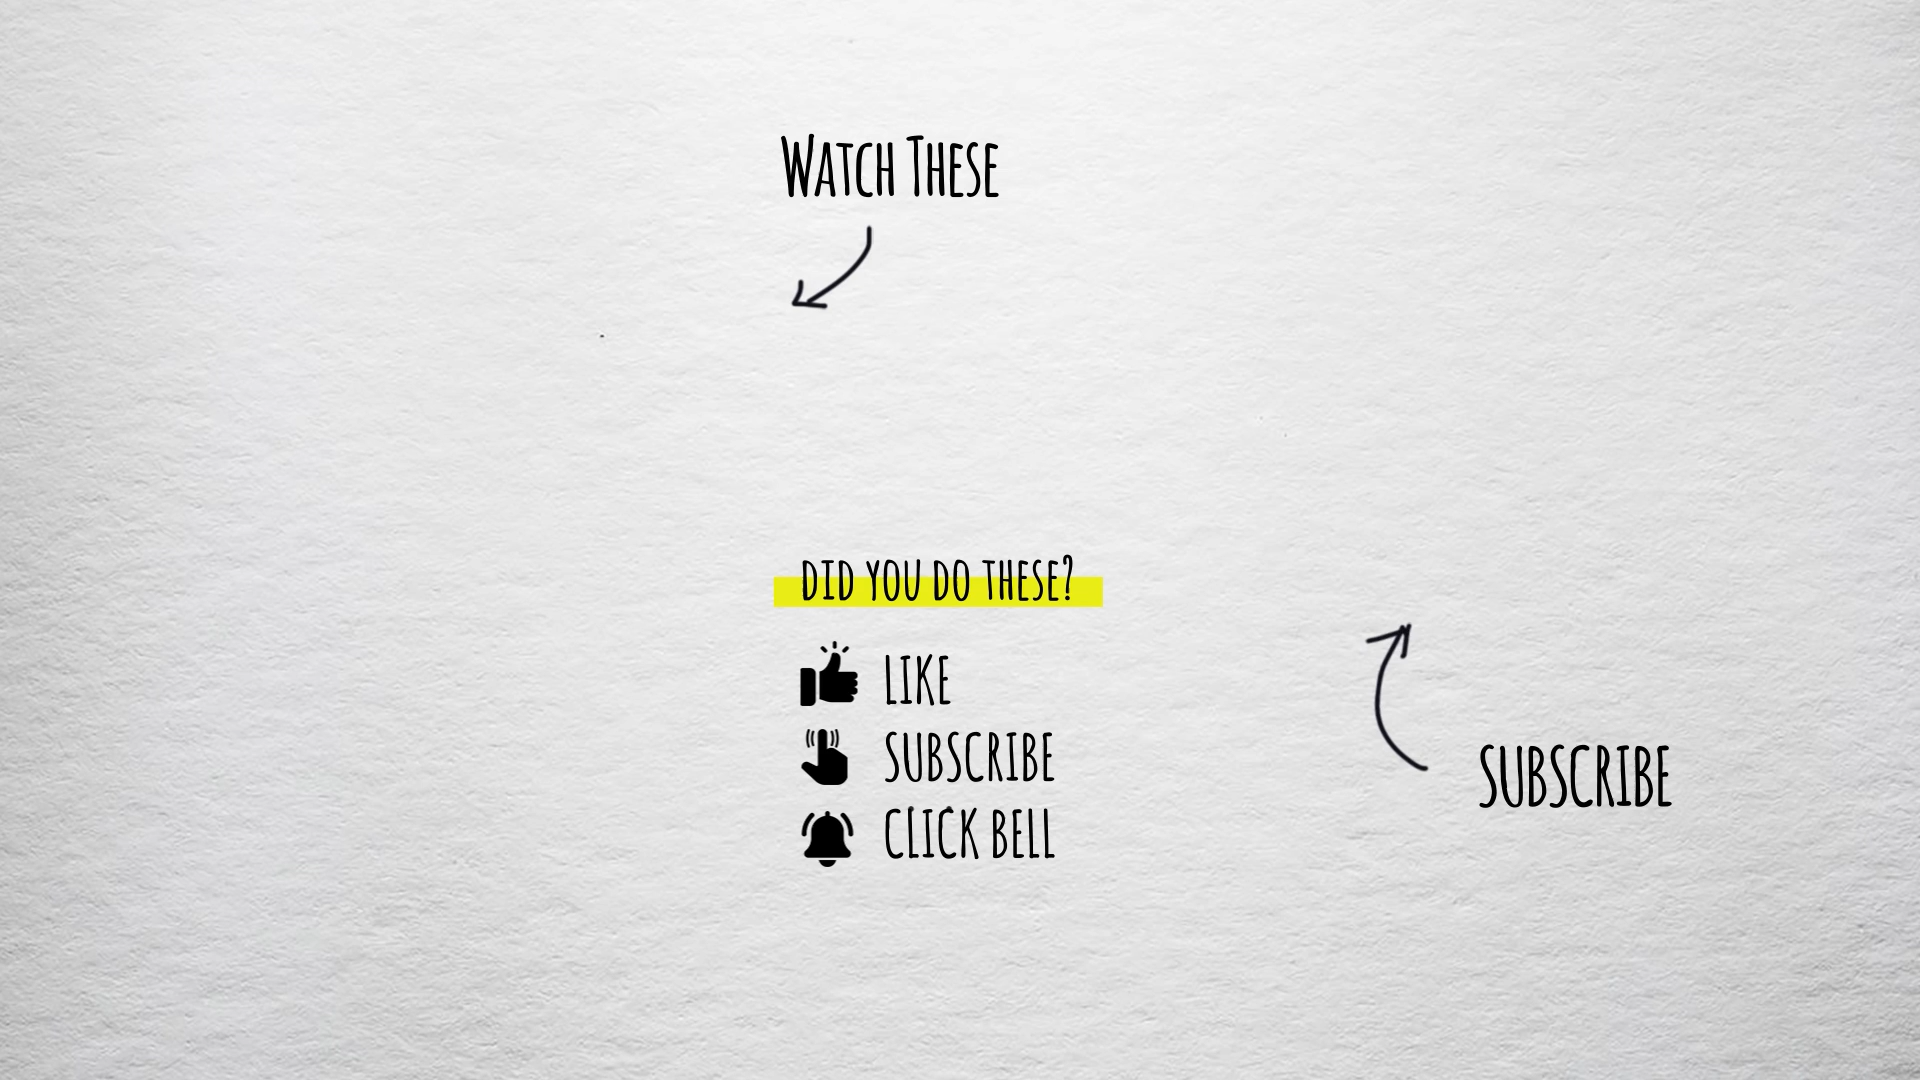 Watch These
DID YOU DO THESE?
LIKE
SUBSCRIBE
CLICK BELL
SUBSCRIBE